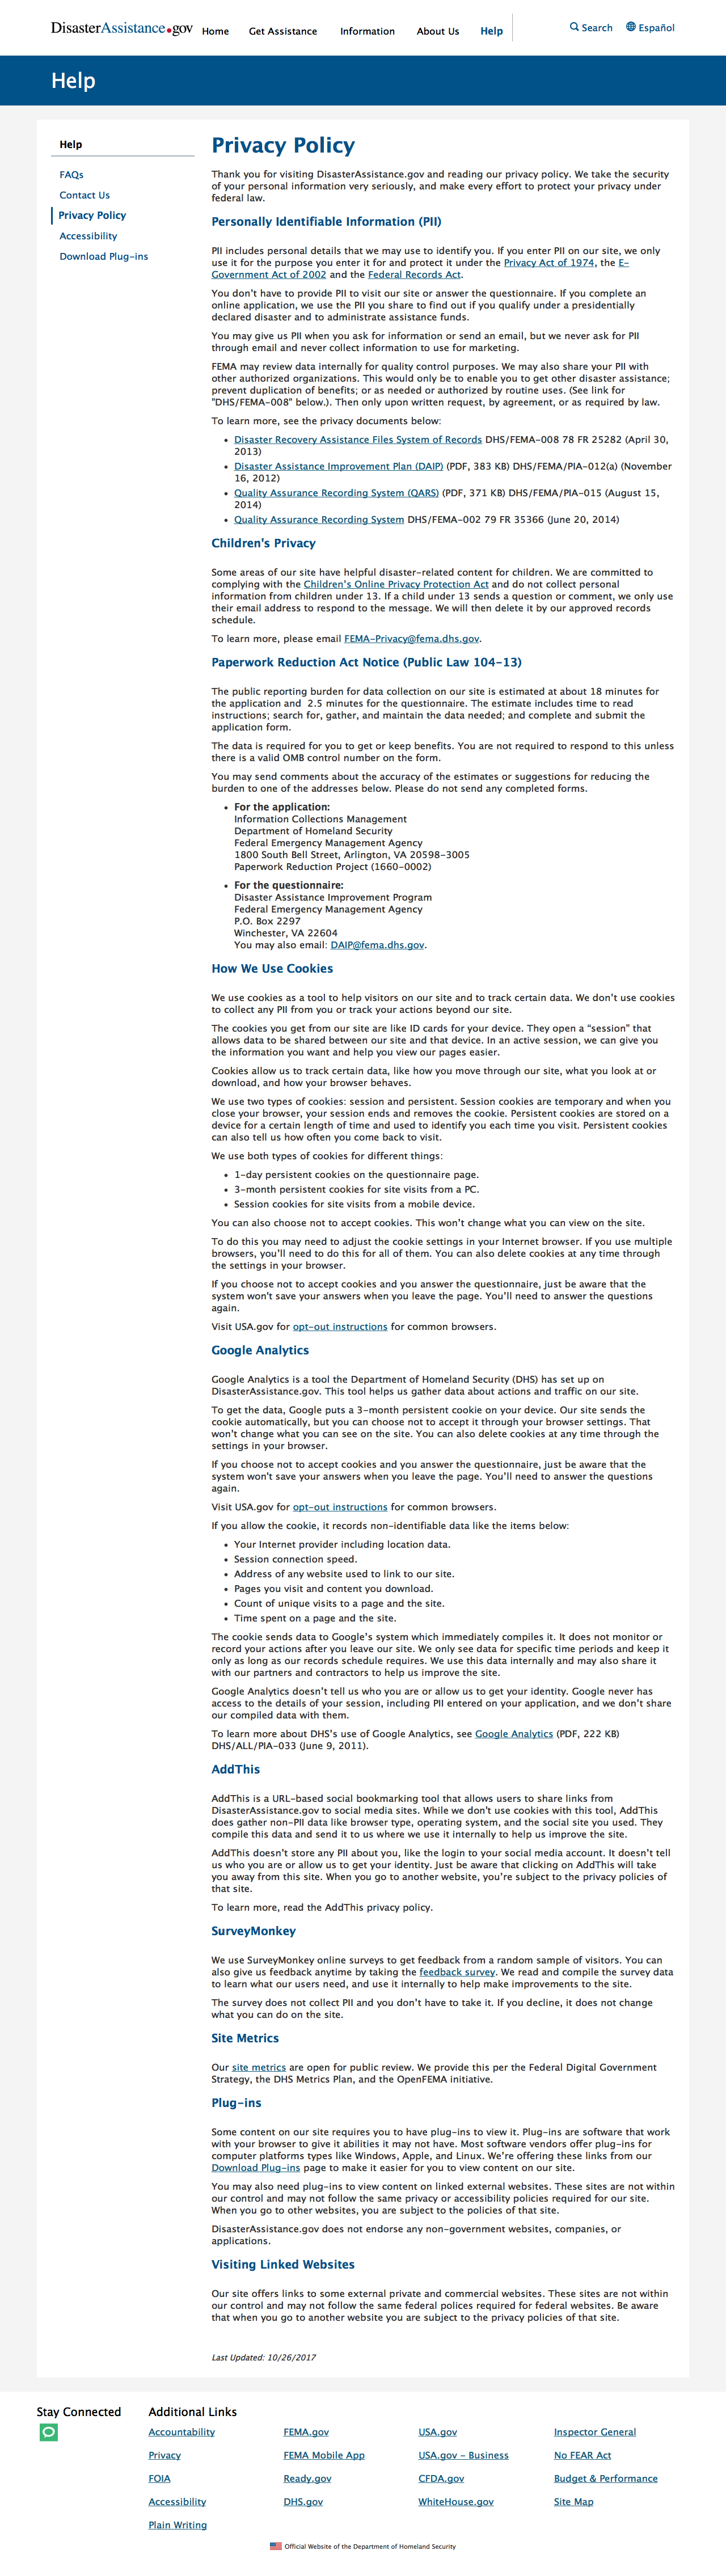 DisasterAssistance.gov Home Get Assistance Information About Us Help Search Español
Help
Help
FAQs
Contact Us
Privacy Policy
Accessibility
Download Plug-ins
Privacy Policy
Thank you for visiting DisasterAssistance.gov and reading our privacy policy. We take the security
of your personal information very seriously, and make every effort to protect your privacy under
federal law.
Personally Identifiable Information (PII)
PII includes personal details that we may use to identify you. If you enter PII on our site, we only
use it for the purpose you enter it for and protect it under the Privacy Act of 1974, the E-
Government Act of 2002 and the Federal Records Act.
You don't have to provide PII to visit our site or answer the questionnaire. If you complete an
online application, we use the PII you share to find out if you qualify under a presidentially
declared disaster and to administer assistance funds.
You may give us PII when you ask for information or send an email, but we never ask for PII
through email and never collect information to use for marketing.
FEMA may review data internally for quality control purposes. We may also share your PII with
other authorized organizations. This would only be to enable you to get other disaster assistance;
prevent duplication of benefits; or as needed or authorized by routine uses. (See link for
"DHS/FEMA-008" below.). Then only upon written request, by agreement, or as required by law.
To learn more, see the privacy documents below:
• Disaster Recovery Assistance Files System of Records DHS/FEMA-008 78 FR 25282 (April 30,
2013)
• Disaster Assistance Improvement Plan (DAIP) (PDF, 383 KB) DHS/FEMA/PIA-012(a) (November
16, 2012)
• Quality Assurance Recording System (QARS) (PDF, 371 KB) DHS/FEMA/PIA-015 (August 15,
2014)
• Quality Assurance Recording System DHS/FEMA-002 79 FR 35366 (June 20, 2014)
Children's Privacy
Some areas of our site have helpful disaster-related content for children. We are committed to
complying with the Children's Online Privacy Protection Act and do not collect personal
information from children under 13. If a child under 13 sends a question or comment, we only use
their email address to respond to the message. We will then delete it by our approved records
schedule.
To learn more, please email FEMA-Privacy@fema.dhs.gov.
Paperwork Reduction Act Notice (Public Law 104-13)
The public reporting burden for data collection on our site is estimated at about 18 minutes for
the application and 2.5 minutes for the questionnaire. The estimate includes time to read
instructions; search for, gather, and maintain the data needed; and complete and submit the
application form.
The data is required for you to get or keep benefits. You are not required to respond to this unless
there is a valid OMB control number on the form.
You may send comments about the accuracy of the estimates or suggestions for reducing the
burden to one of the addresses below. Please do not send any completed forms.
• For the application:
Information Collections Management
Department of Homeland Security
Federal Emergency Management Agency
1800 South Bell Street, Arlington, VA 20598-3005
Paperwork Reduction Project (1660-0002)
• For the questionnaire:
Disaster Assistance Improvement Program
Federal Emergency Management Agency
P.O. Box 2297
Winchester, VA 22604
You may also email: DAIP@fema.dhs.gov.
How We Use Cookies
We use cookies as a tool to help visitors on our site and to track certain data. We don't use cookies
to collect any PII from you or track your actions beyond our site.
The cookies you get from our site are like ID cards for your device. They open a “session” that
allows data to be shared between our site and that device. In an active session, we can give you
the information you want and help you view our pages easier.
Cookies allow us to track certain data, like how you move through our site, what you look at or
download, and how your browser behaves.
We use two types of cookies: session and persistent. Session cookies are temporary and when you
close your browser, your session ends and removes the cookie. Persistent cookies are stored on a
device for a certain length of time and used to identify you each time you visit. Persistent cookies
can also tell us how often you come back to visit.
We use both types of cookies for different things:
• 1-day persistent cookies on the questionnaire page.
• 3-month persistent cookies for site visits from a PC.
• Session cookies for site visits from a mobile device.
You can also choose not to accept cookies. This won't change what you can view on the site.
To do this you may need to adjust the cookie settings in your Internet browser. If you use multiple
browsers, you'll need to do this for all of them. You can also delete cookies at any time through
the settings in your browser.
If you choose not to accept cookies and you answer the questionnaire, just be aware that the
system won't save your answers when you leave the page. You'll need to answer the questions
again.
Visit USA.gov for opt-out instructions for common browsers.
Google Analytics
Google Analytics is a tool the Department of Homeland Security (DHS) has set up on
DisasterAssistance.gov. This tool helps us gather data about actions and traffic on our site.
To get the data, Google puts a 3-month persistent cookie on your device. Our site sends the
cookie automatically, but you can choose not to accept it through your browser settings. That
won't change what you can see on the site. You can also delete cookies at any time through the
settings in your browser.
If you choose not to accept cookies and you answer the questionnaire, just be aware that the
system won't save your answers when you leave the page. You'll need to answer the questions
again.
Visit USA.gov for opt-out instructions for common browsers.
If you allow the cookie, it records non-identifiable data like the items below:
• Your Internet provider including location data.
• Session connection speed.
• Address of any website used to link to our site.
• Pages you visit and content you download.
• Count of unique visits to a page and the site.
• Time spent on a page and the site.
The cookie sends data to Google's system which immediately compiles it. It does not monitor or
record your actions after you leave our site. We only see data for specific time periods and keep it
only as long as our records schedule requires. We use this data internally and may also share it
with our partners and contractors to help us improve the site.
Google Analytics doesn't tell us who you are or allow us to get your identity. Google never has
access to the details of your session, including PII entered on your application, and we don't share
our compiled data with them.
To learn more about DHS's use of Google Analytics, see Google Analytics (PDF, 222 KB)
DHS/ALL/PIA-033 (June 9, 2011).
AddThis
AddThis is a URL-based social bookmarking tool that allows users to share links from
DisasterAssistance.gov to social media sites. While we don't use cookies with this tool, AddThis
does gather non-PII data like browser type, operating system, and the social site you used. They
compile this data and send it to us where we use it internally to help us improve the site.
AddThis doesn't store any PII about you, like the login to your social media account. It doesn't tell
us who you are or allow us to get your identity. Just be aware that clicking on AddThis will take
you away from this site. When you go to another website, you're subject to the privacy policies of
that site.
To learn more, read the AddThis privacy policy.
SurveyMonkey
We use SurveyMonkey online surveys to get feedback from a random sample of visitors. You can
also give us feedback anytime by taking the feedback survey. We read and compile the survey data
to learn what our users need, and use it internally to help make improvements to the site.
The survey does not collect PII and you don't have to take it. If you decline, it does not change
what you can do on the site.
Site Metrics
Our site metrics are open for public review. We provide this per the Federal Digital Government
Strategy, the DHS Metrics Plan, and the OpenFEMA initiative.
Plug-ins
Some content on our site requires you to have plug-ins to view it. Plug-ins are software that work
with your browser to give it abilities it may not have. Most software vendors offer plug-ins for
computer platforms types like Windows, Apple, and Linux. We're offering these links from our
Download Plug-ins page to make it easier for you to view content on our site.
You may also need plug-ins to view content on linked external websites. These sites are not within
our control and may not follow the same privacy or accessibility policies required for our site.
When you go to other websites, you are subject to the policies of that site.
DisasterAssistance.gov does not endorse any non-government websites, companies, or
applications.
Visiting Linked Websites
Our site offers links to some external private and commercial websites. These sites are not within
our control and may not follow the same federal polices required for federal websites. Be aware
that when you go to another website you are subject to the privacy policies of that site.
Last Updated: 10/26/2017
Stay Connected Additional Links
Accountability FEMA.gov USA.gov Inspector General
Privacy FEMA Mobile App USA.gov - Business No FEAR Act
FOIA Ready.gov CFDA.gov Budget & Performance
Accessibility DHS.gov WhiteHouse.gov Site Map
Plain Writing
Official Website of the Department of Homeland Security